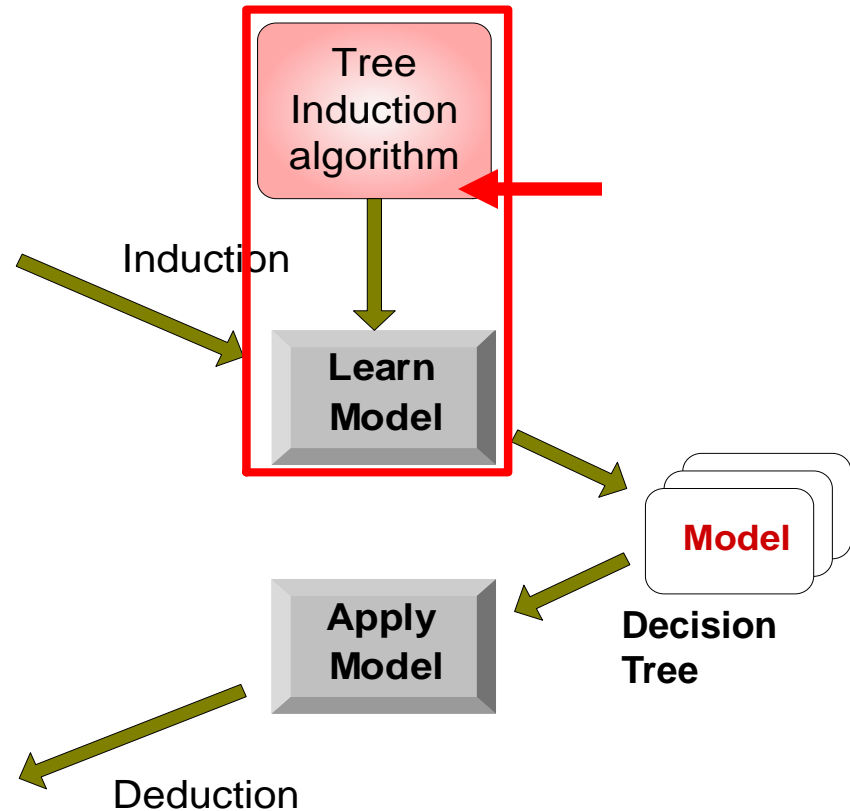 Tree
Induction
algorithm
Induction
Learn
Model
Model
Decision
Tree
Apply
Model
Deduction